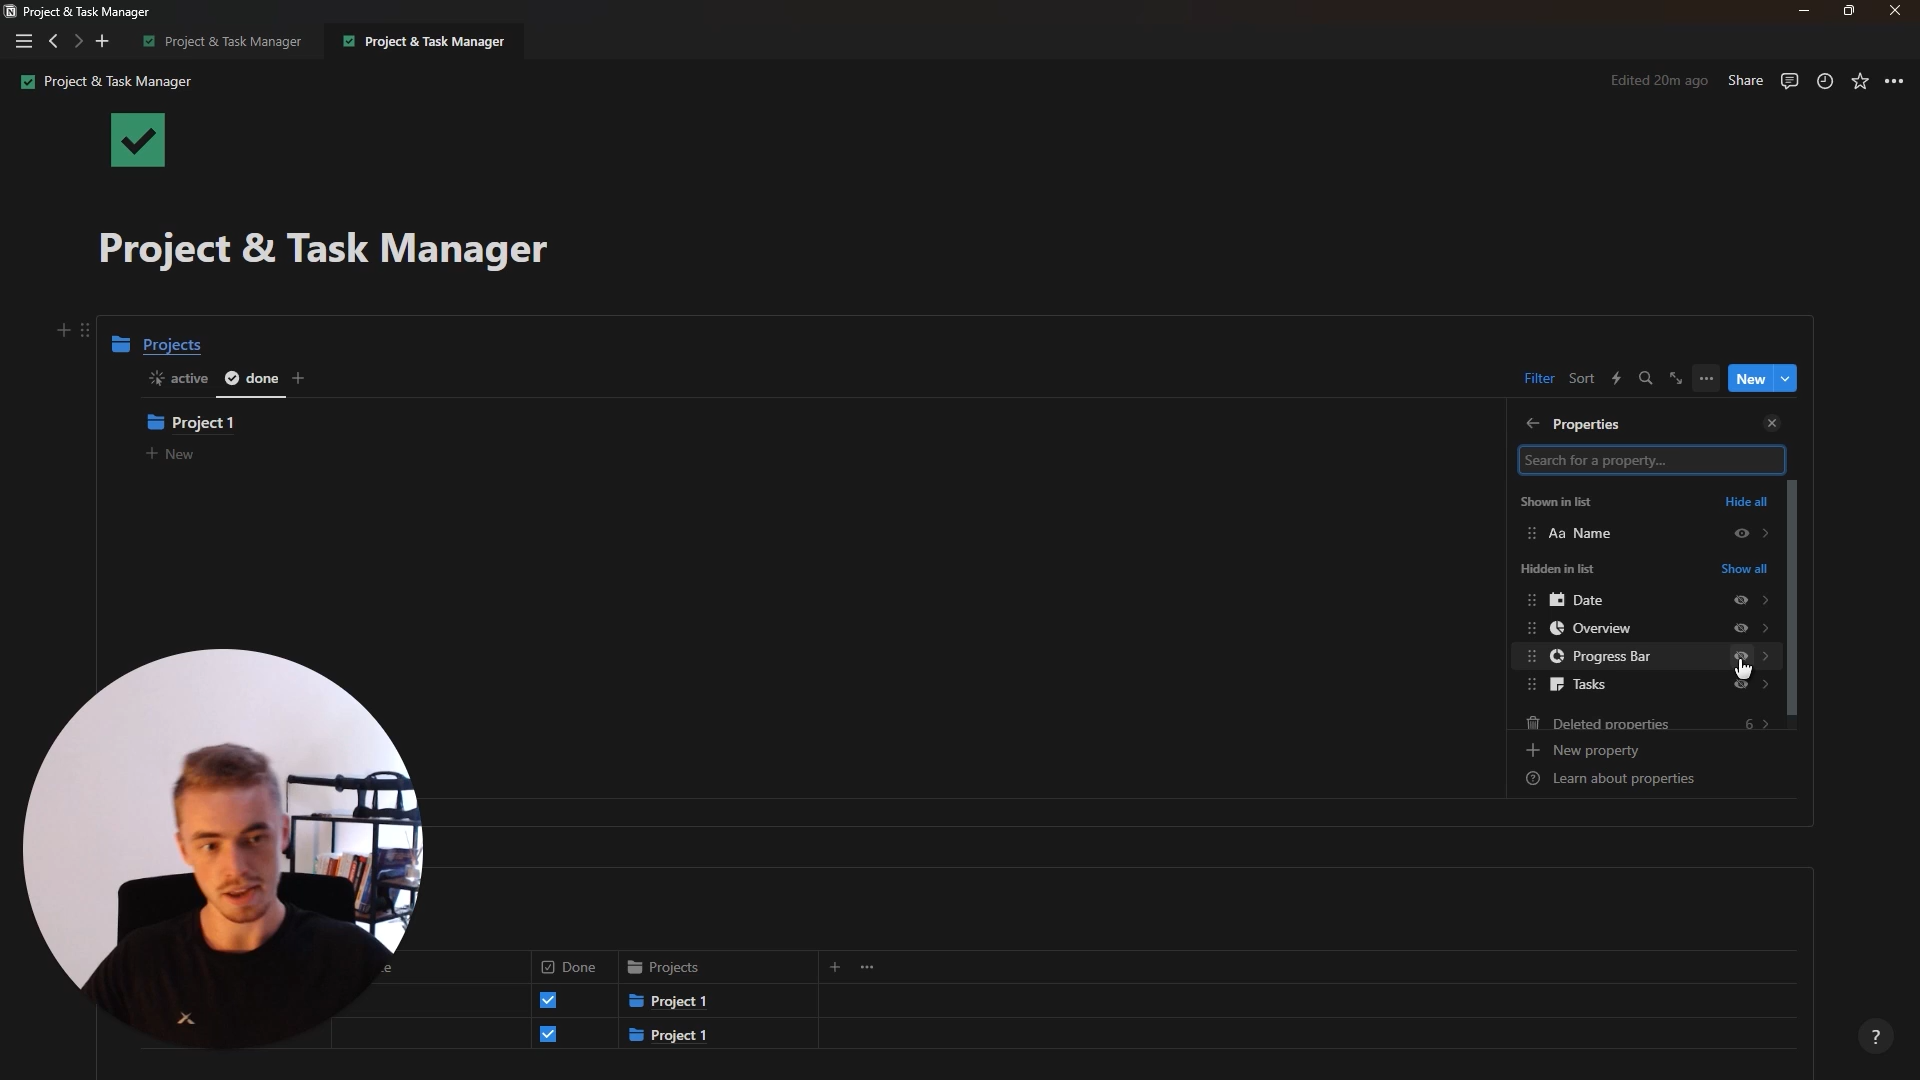 Project & Task Manager
Project & Task Manager
Project & Task Manager
Project & Task Manager
Edited 20m ago
Share
Project & Task Manager
Projects
active
done
Filter
Sort
New
Project 1
New
Properties
Search for a property...
Shown in list
Hide all
Aa Name
Hidden in list
Show all
Date
Overview
Progress Bar
Tasks
Deleted properties
6
New property
Learn about properties
Done
Projects
Project 1
Project 1
?